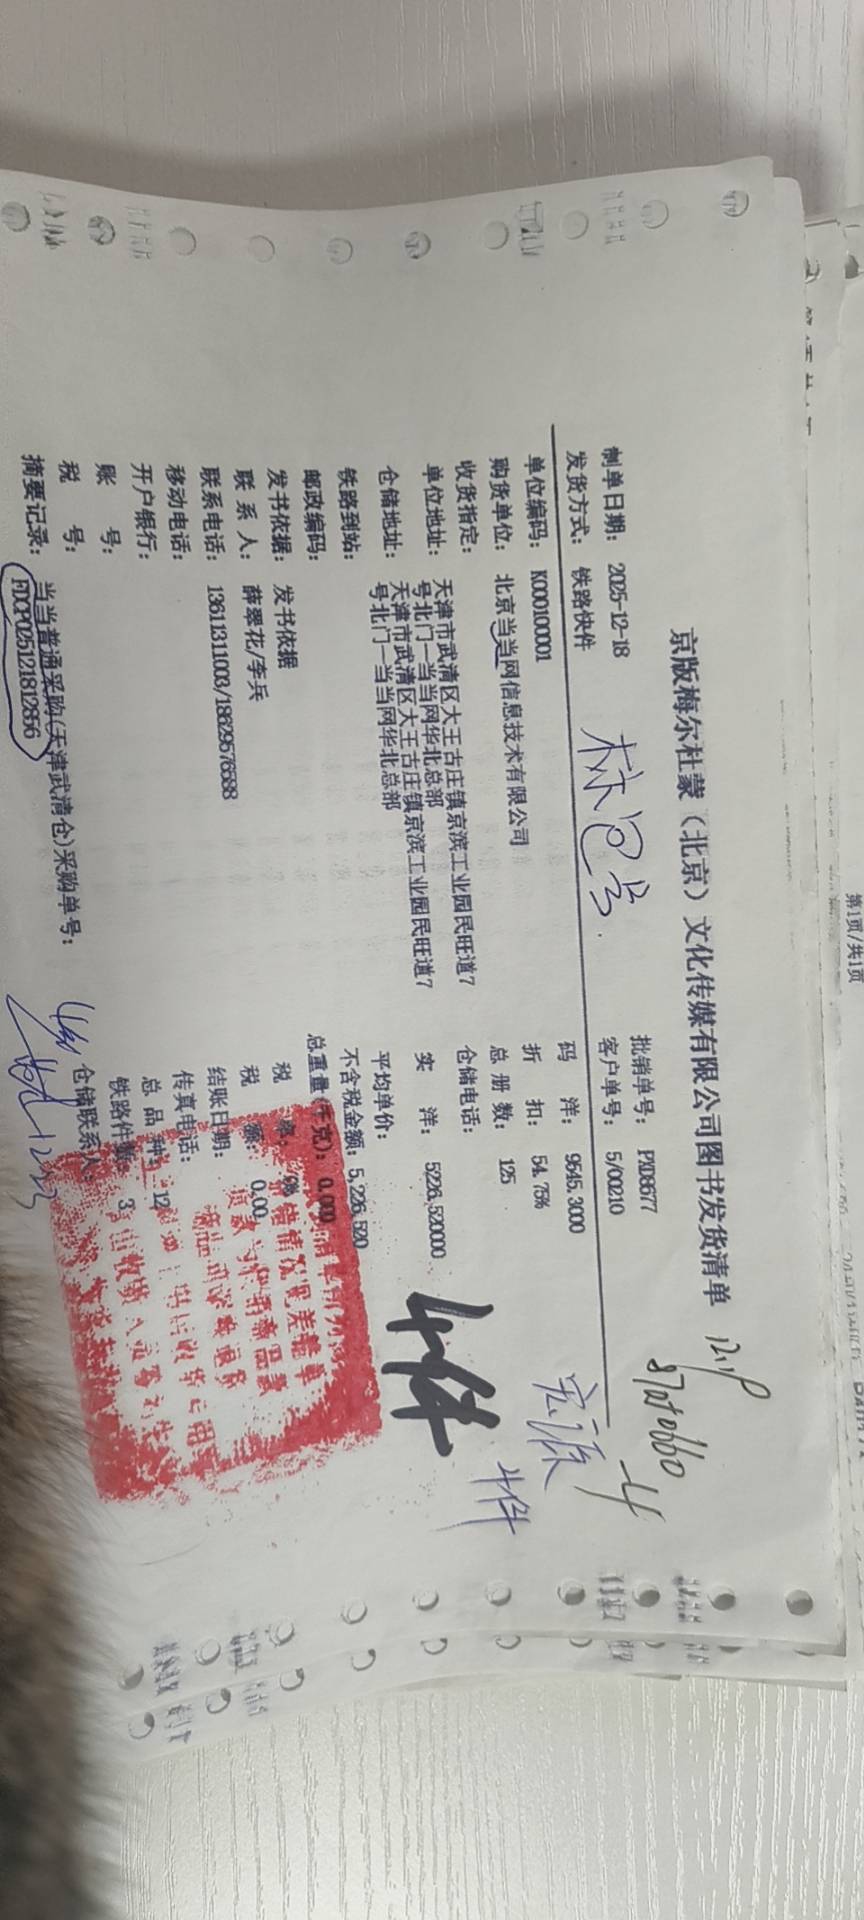 京版梅尔杜蒙（北京）文化传媒有限公司图书发货清单
制单日期： 2025-12-18
批销单号： PXD8677
发货方式： 铁路快件
客户单号： 5/00210
单位编码： K000100001
码 洋： 9545.3000
购货单位： 北京当当网信息技术有限公司
折 扣： 54.75%
收货指定：
总 册 数： 125
单位地址： 天津市武清区大王古庄镇京滨工业园民旺道7
号北门一当当网华北总部
仓储电话：
仓储地址： 天津市武清区大王古庄镇京滨工业园民旺道7
号北门一当当网华北总部
实 洋： 5226.520000
铁路到站：
平均单价：
邮政编码：
不含税金额：5,226.520
发书依据： 发书依据
总重量(千克)： 0.000
联 系 人： 薛翠花/李兵
税 率： 0%
联系电话： 13611311003/18629578688
税 额： 0.00
移动电话：
结账日期：
开户银行：
传真电话：
账 号：
总 品 种： 12
税 号：
铁路件数： 3
摘要记录： 当当普通采购(天津武清仓)采购单号：
FDCP025121812856
仓储联系人：
4件
4件
第1页/共1页